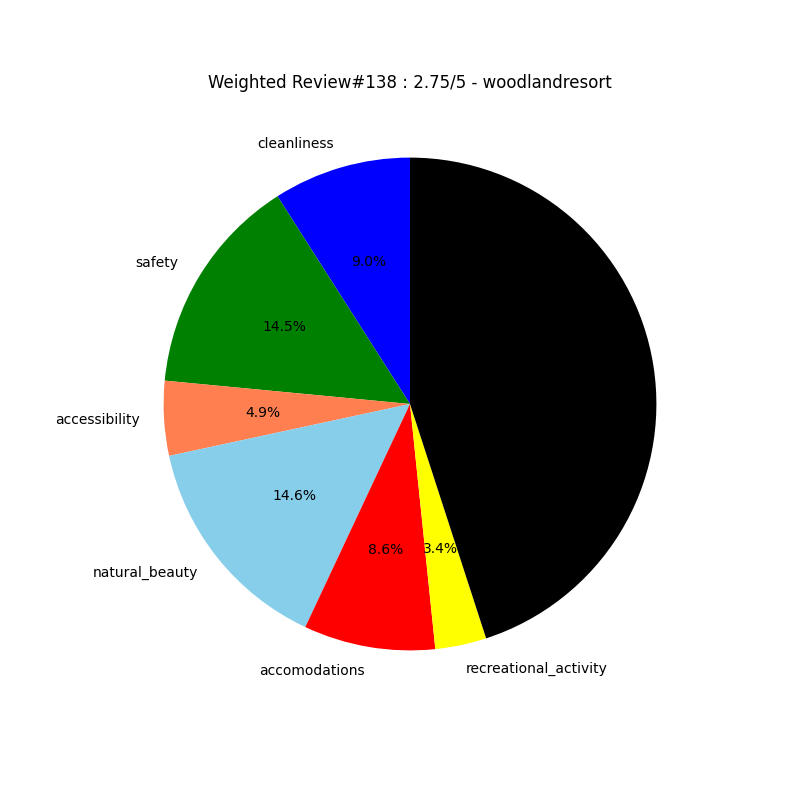 Weighted Review#138 : 2.75/5 - woodlandresort
cleanliness
9.0%
safety
14.5%
accessibility
4.9%
natural_beauty
14.6%
accomodations
8.6%
recreational_activity
3.4%